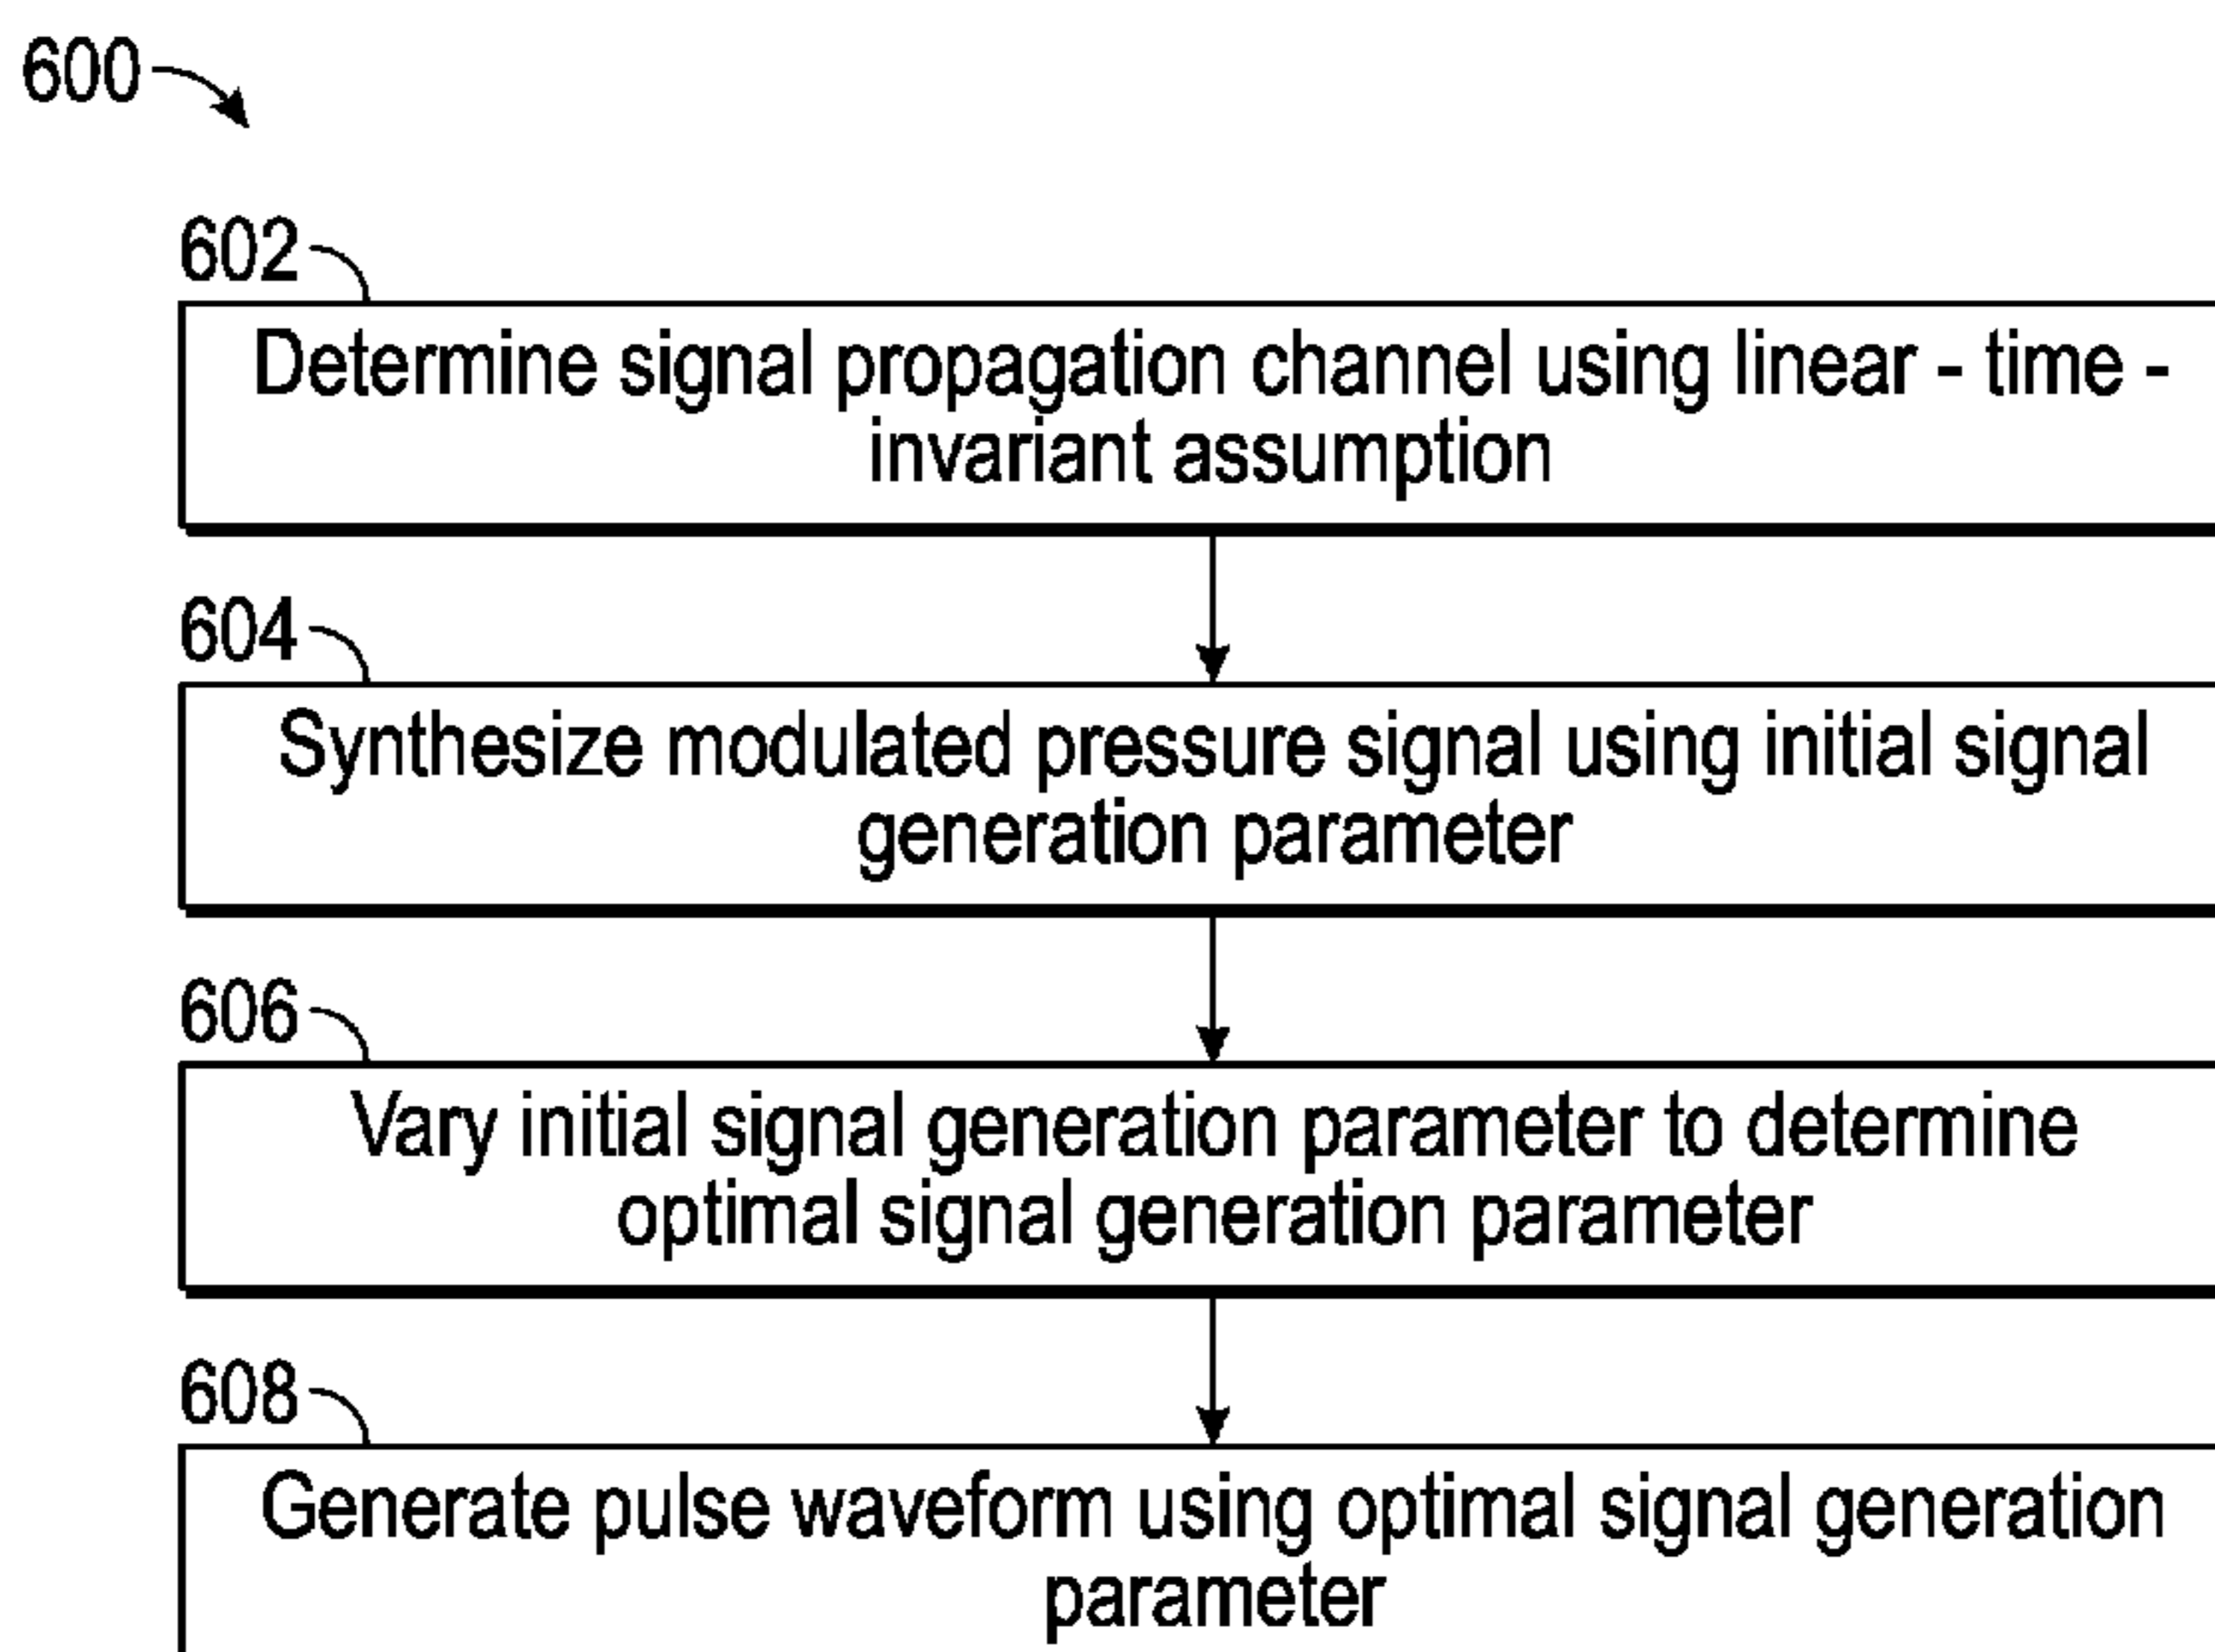 600
602
Determine signal propagation channel using linear - time -
invariant assumption
604
Synthesize modulated pressure signal using initial signal
generation parameter
606
Vary initial signal generation parameter to determine
optimal signal generation parameter
608
Generate pulse waveform using optimal signal generation
parameter